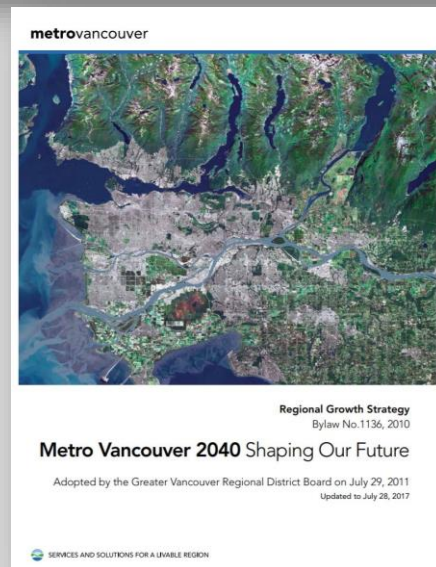 metrovancouver
Regional Growth Strategy
Bylaw No.1136, 2010
Metro Vancouver 2040 Shaping Our Future
Adopted by the Greater Vancouver Regional District Board on July 29, 2011
Updated to July 28, 2017
SERVICES AND SOLUTIONS FOR A LIVABLE REGION